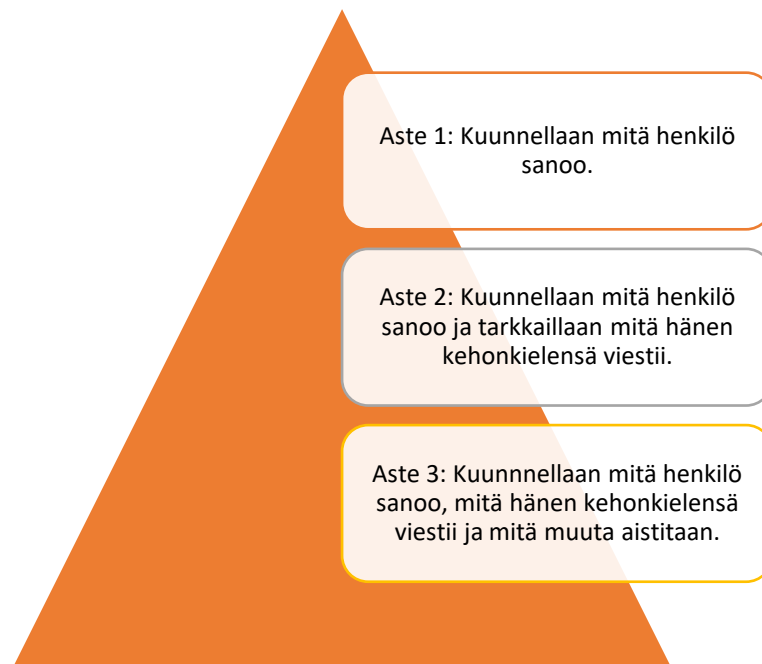 Aste 1: Kuunnellaan mitä henkilö
sanoo.
Aste 2: Kuunnellaan mitä henkilö
sanoo ja tarkkaillaan mitä hänen
kehonkielensä viestii.
Aste 3: Kuunnnellaan mitä henkilö
sanoo, mitä hänen kehonkielensä
viestii ja mitä muuta aistitaan.